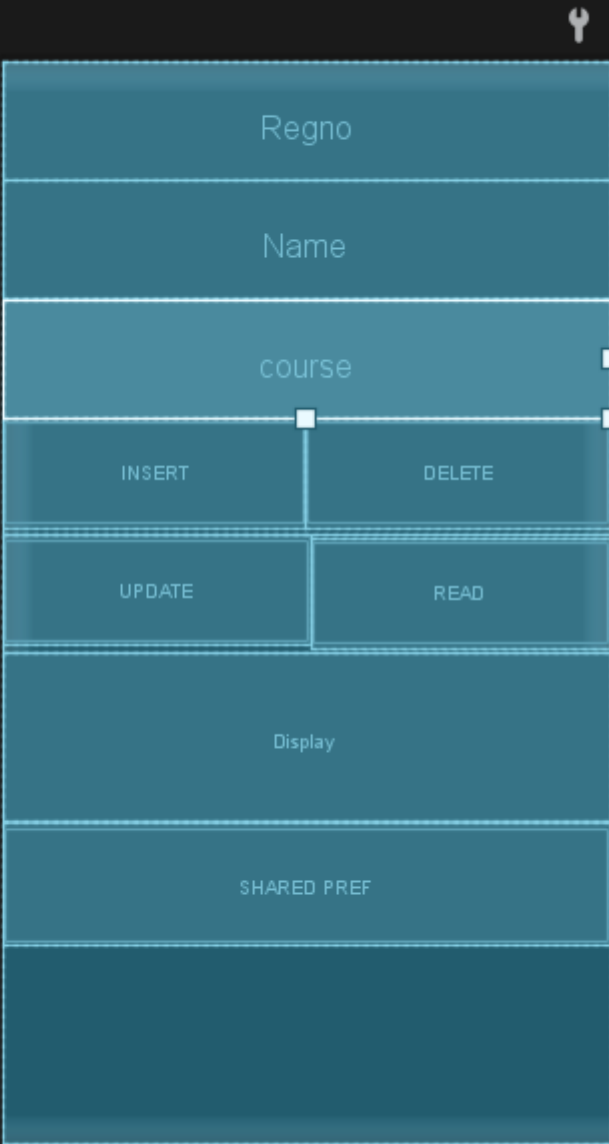 Regno
Name
course
INSERT
DELETE
UPDATE
READ
Display
SHARED PREF